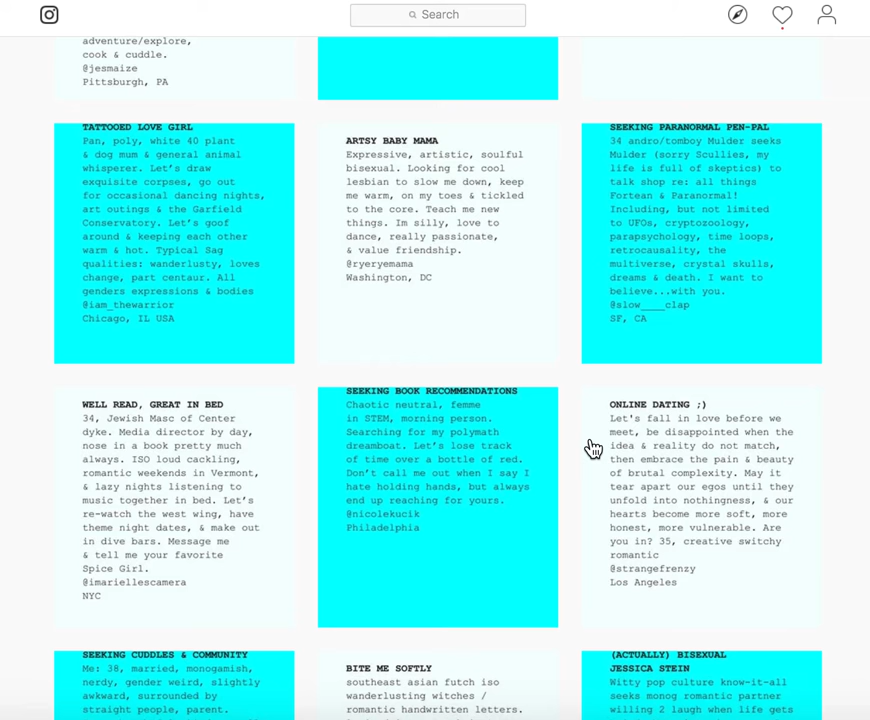 Search
adventure/explore,
cook & cuddle.
@jesmaize
Pittsburgh, PA
TATTOOED LOVE GIRL
Pan, poly, white 40 plant
& dog mum & general animal
whisperer. Let's draw
exquisite corpses, go out
for occasional dancing nights,
art outings & the Garfield
Conservatory. Let's goof
around & keeping each other
warm & hot. Typical Sag
qualities: wanderlusty, loves
change, part centaur. All
genders expressions & bodies
@iam_thewarrior
Chicago, IL USA
ARTSY BABY MAMA
Expressive, artistic, soulful
bisexual. Looking for cool
lesbian to slow me down, keep
me warm, on my toes & tickled
to the core. Teach me new
things. Im silly, love to
dance, really passionate,
& value friendship.
@ryeryemama
Washington, DC
SEEKING PARANORMAL PEN-PAL
34 andro/tomboy Mulder seeks
Mulder (sorry Scullies, my
life is full of skeptics) to
talk shop re: all things
Fortean & Paranormal!
Including, but not limited
to UFOs, cryptozoology,
parapsychology, time loops,
retrocausality, the
multiverse, crystal skulls,
dreams & death. I want to
believe...with you.
@slow____clap
SF, CA
WELL READ, GREAT IN BED
34, Jewish Masc of Center
dyke. Media director by day,
nose in a book pretty much
always. ISO loud cackling,
romantic weekends in Vermont,
& lazy nights listening to
music together in bed. Let's
re-watch the west wing, have
theme night dates, & make out
in dive bars. Message me
& tell me your favorite
Spice Girl.
@imariellescamera
NYC
SEEKING BOOK RECOMMENDATIONS
Chaotic neutral, femme
in STEM, morning person.
Searching for my polymath
dreamboat. Let's lose track
of time over a bottle of red.
Don't call me out when I say I
hate holding hands, but always
end up reaching for yours.
@nicolekucik
Philadelphia
ONLINE DATING ;)
Let's fall in love before we
meet, be disappointed when the
idea & reality do not match,
then embrace the pain & beauty
of brutal complexity. May it
tear apart our egos until they
unfold into nothingness, & our
hearts become more soft, more
honest, more vulnerable. Are
you in? 35, creative switchy
romantic
@strangefrenzy
Los Angeles
SEEKING CUDDLES & COMMUNITY
Me: 38, married, monogamish,
nerdy, gender weird, slightly
awkward, surrounded by
straight people, parent.
BITE ME SOFTLY
southeast asian futch iso
wanderlusting witches /
romantic handwritten letters.
(ACTUALLY) BISEXUAL
JESSICA STEIN
Witty pop culture know-it-all
seeks monog romantic partner
willing 2 laugh when life gets